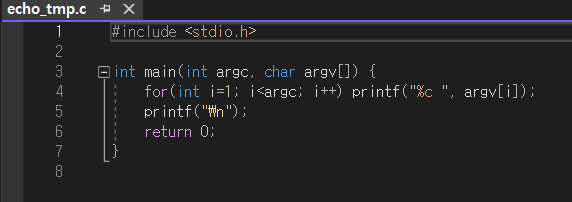 echo_tmp.c
1 #include <stdio.h>
2
3 int main(int argc, char argv[]) {
4 for(int i=1; i<argc; i++) printf("%c ", argv[i]);
5 printf("₩n");
6 return 0;
7 }
8